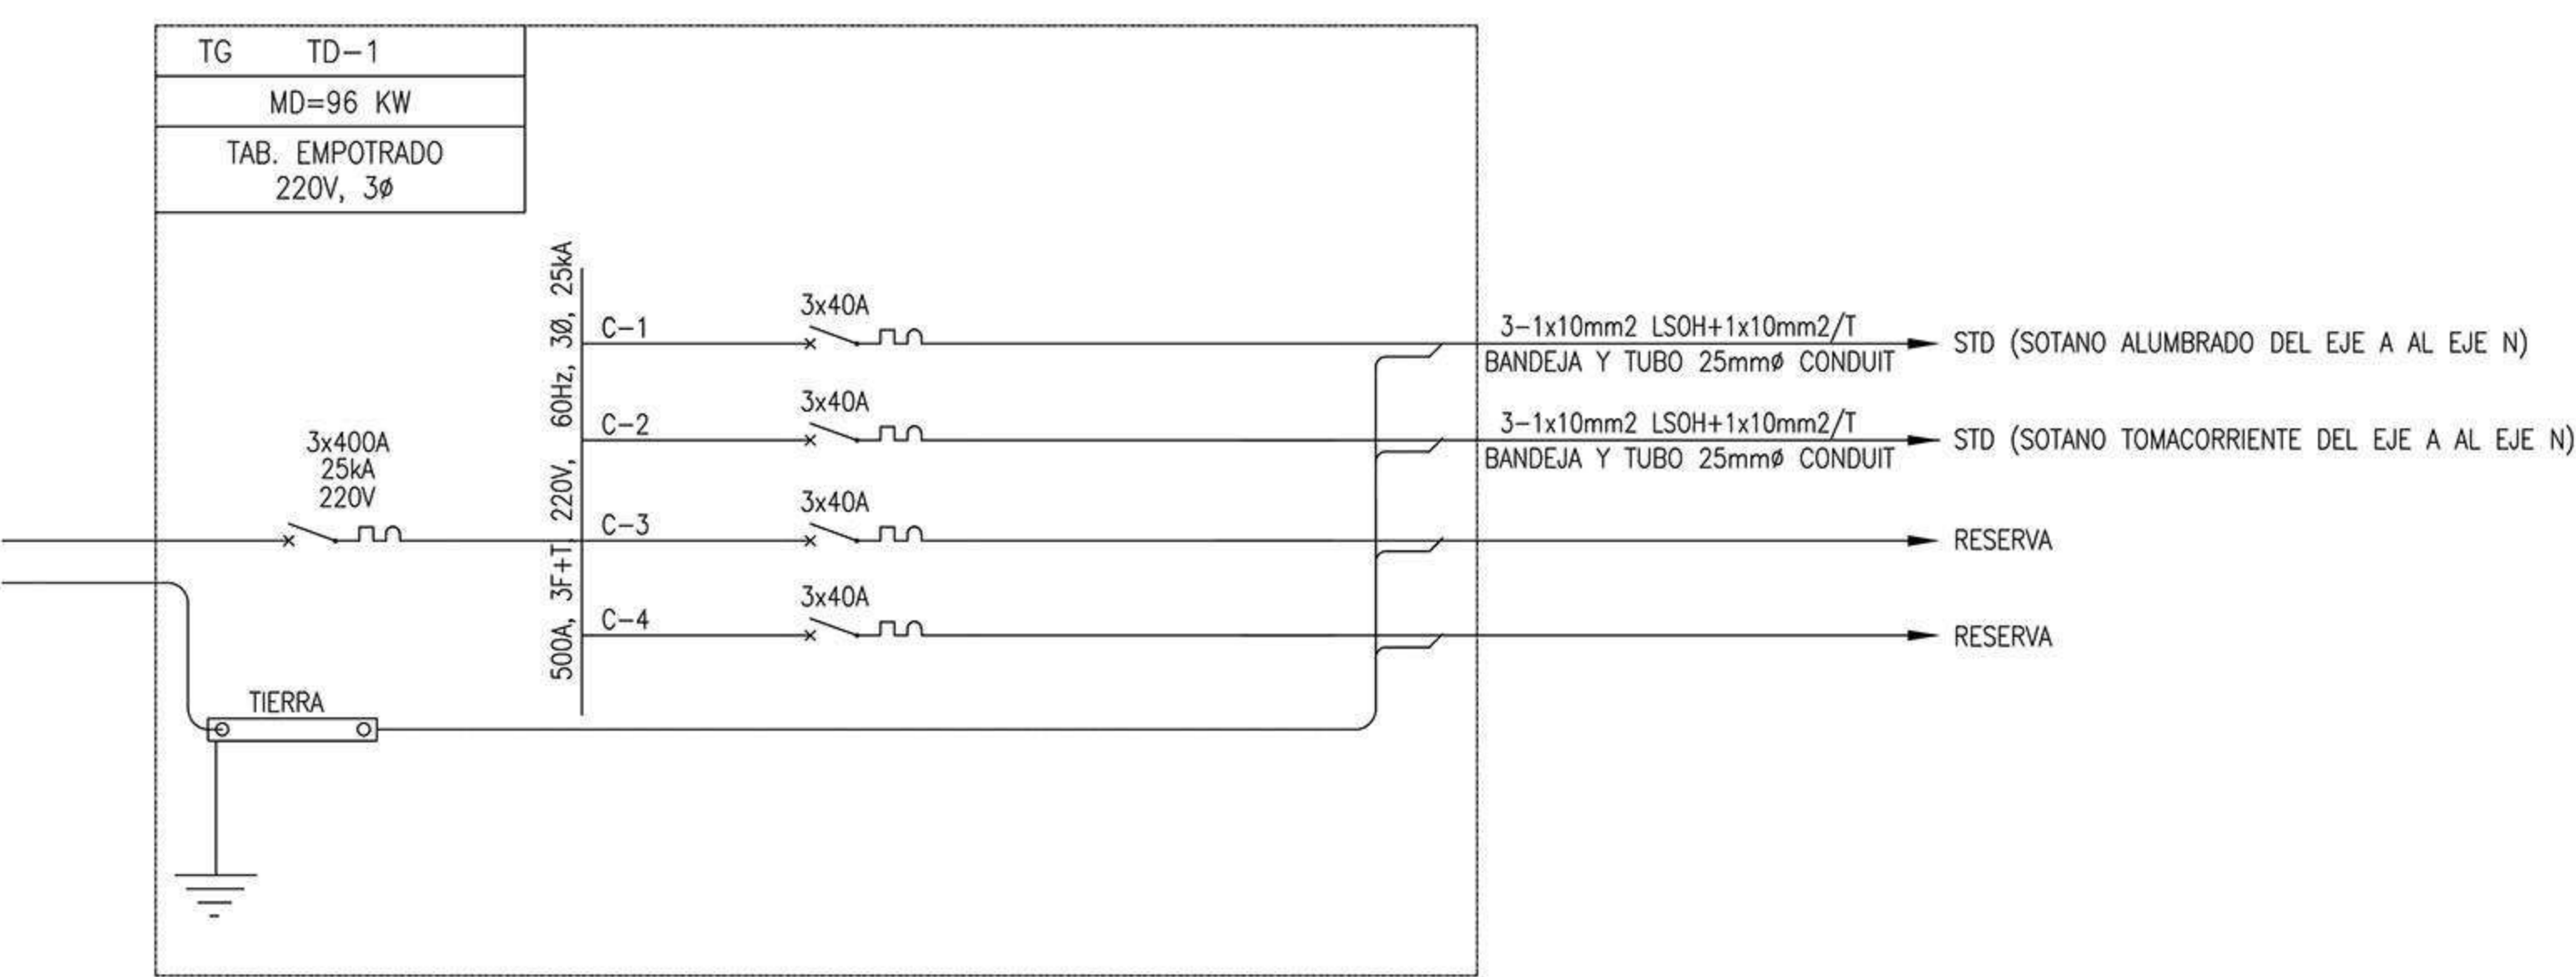 TG TD-1
MD=96 KW
TAB. EMPOTRADO
220V, 3ø
3x400A
25kA
220V
500A, 3F+T, 220V, 60Hz, 3Ø, 25kA
C-1
3x40A
3-1x10mm2 LSOH+1x10mm2/T
BANDEJA Y TUBO 25mmø CONDUIT
STD (SOTANO ALUMBRADO DEL EJE A AL EJE N)
C-2
3x40A
3-1x10mm2 LSOH+1x10mm2/T
BANDEJA Y TUBO 25mmø CONDUIT
STD (SOTANO TOMACORRIENTE DEL EJE A AL EJE N)
C-3
3x40A
RESERVA
C-4
3x40A
RESERVA
TIERRA